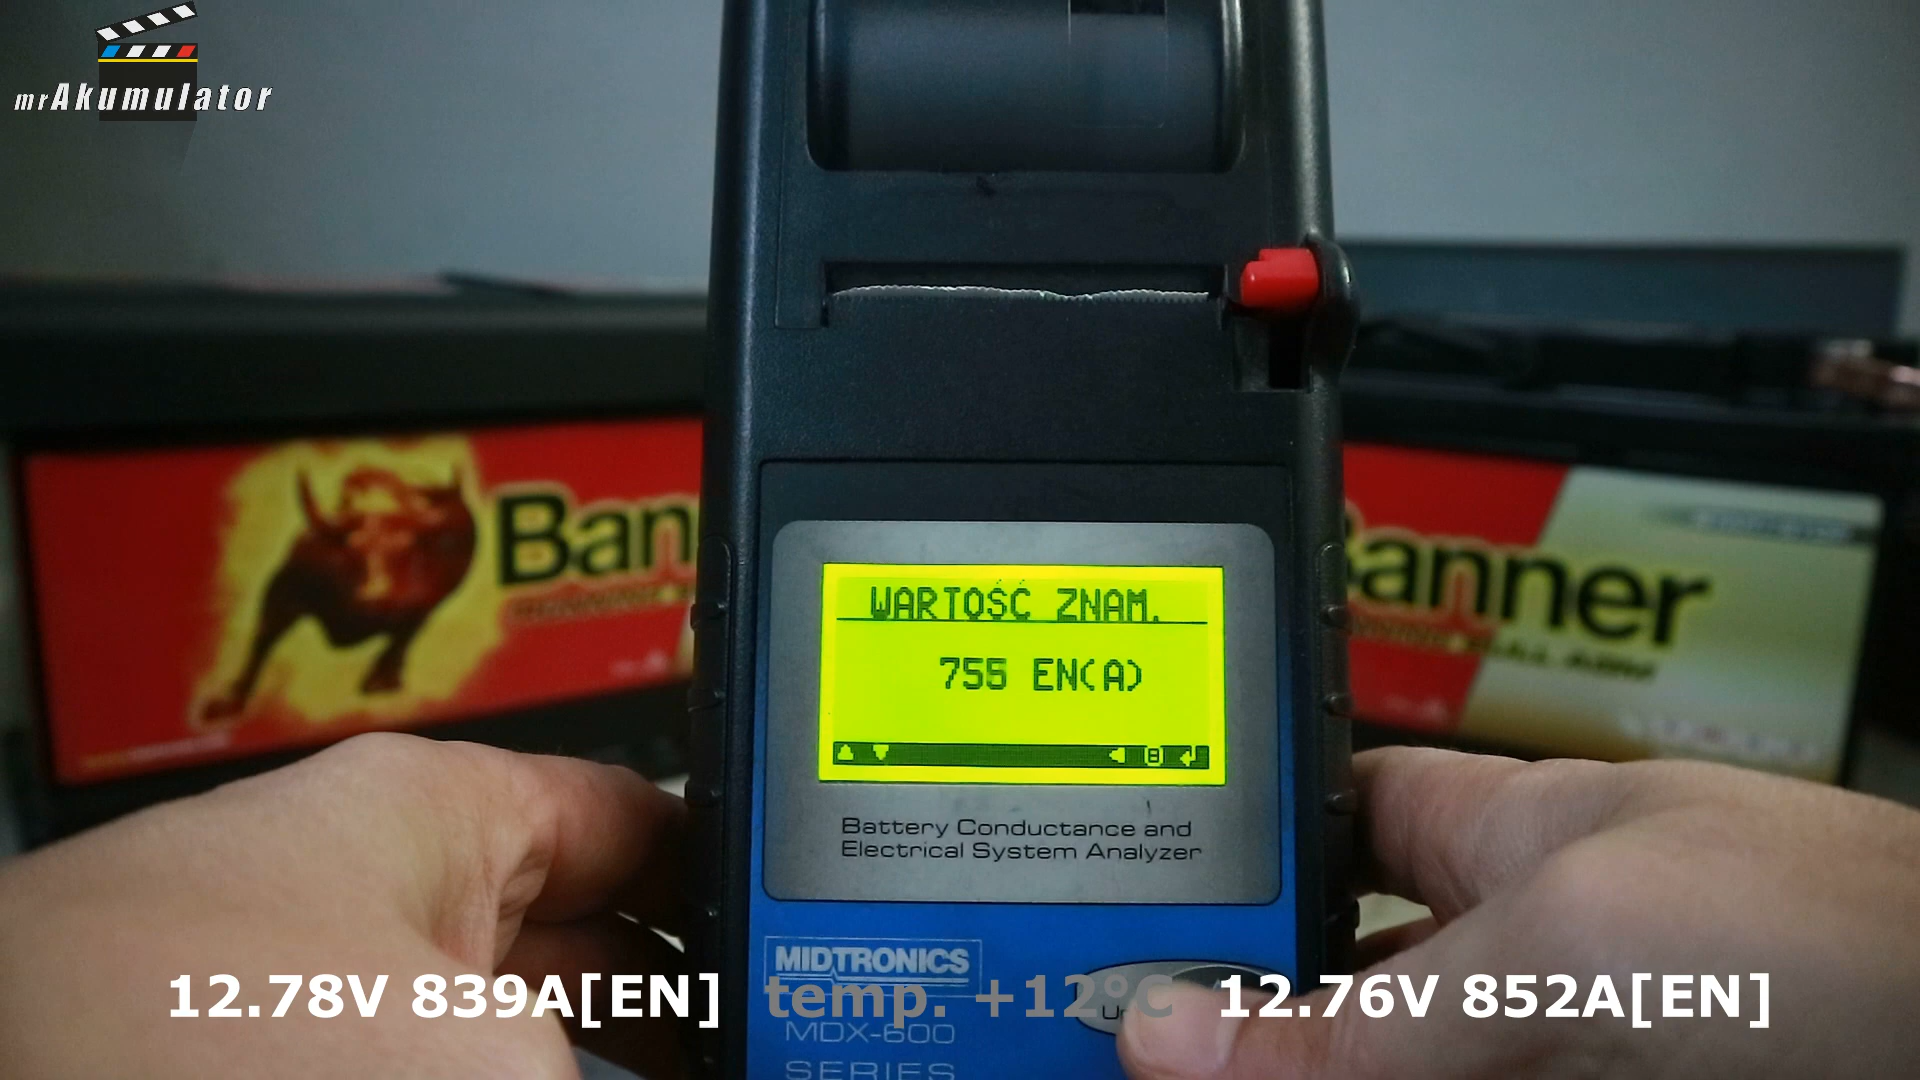 mrAkumulator
Ban
Banner
WARTOŚĆ ZNAM.
755 EN(A)
Battery Conductance and
Electrical System Analyzer
MIDTRONICS
MDX-600
SERIES
12.78V 839A[EN] temp. +12°C 12.76V 852A[EN]